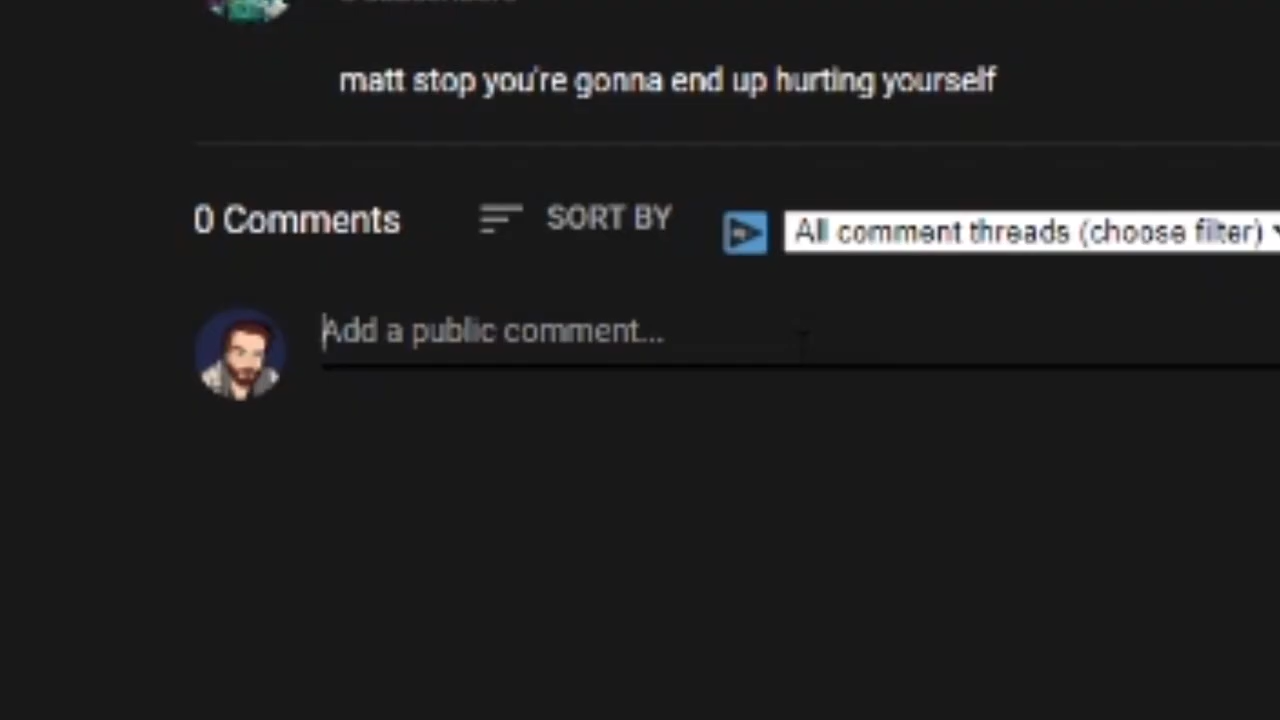 matt stop you're gonna end up hurting yourself
0 Comments
SORT BY
All comment threads (choose filter)
Add a public comment...